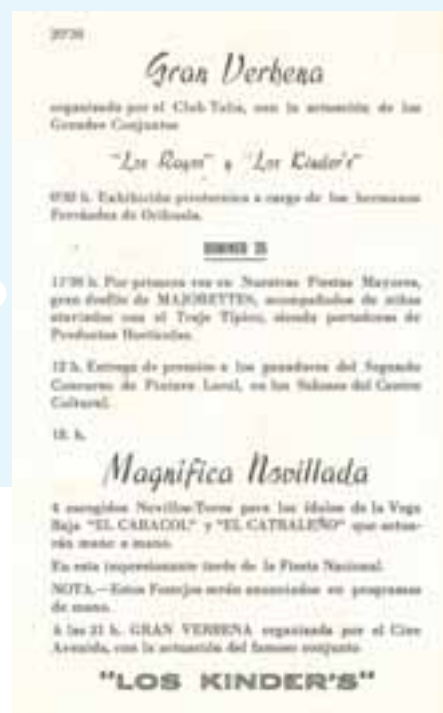 20'30
Gran Verbena
organizada por el Club Talia, con la actuación de los
Grandes Conjuntos
"Los Rayos" y "Los Kinder's"
0'30 h. Exhibición pirotecnica a cargo de los hermanos
Ferrández de Orihuela.
DOMINGO 25
11'30 h. Por primera vez en Nuestras Fiestas Mayores,
gran desfile de MAJORETTES, acompañados de niñas
ataviadas con el Traje Típico, siendo portadoras de
Productos Hortícolas.
12 h. Entrega de premios a los ganadores del Segundo
Concurso de Pintura Local, en los Salones del Centro
Cultural.
18. h.
Magnífica Novillada
4 escogidos Novillos-Toros para los ídolos de la Vega
Baja "EL CARACOL" y "EL CATRALEÑO" que actua-
rán mano a mano.
En esta impresionante tarde de la Fiesta Nacional.
NOTA.—Estos Festejos serán anunciados en programas
de mano.
A las 21 h. GRAN VERBENA organizada por el Cine
Avenida, con la actuación del famoso conjunto
"LOS KINDER'S"